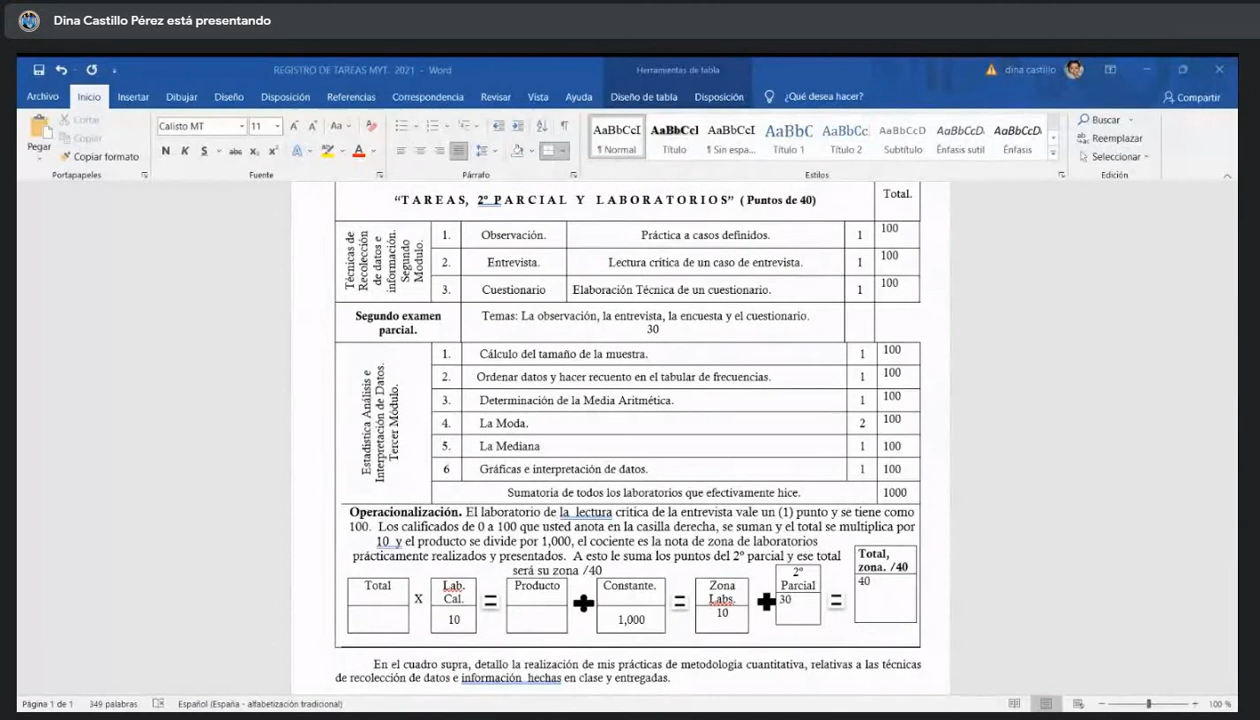 Dina Castillo Pérez está presentando
REGISTRO DE TAREAS MYT. 2021 - Word
Herramientas de tabla
dina castillo
Archivo Inicio Insertar Dibujar Diseño Disposición Referencias Correspondencia Revisar Vista Ayuda Diseño de tabla Disposición ¿Qué desea hacer? Compartir
Pegar
Cortar
Copiar
Copiar formato
Portapapeles
Calisto MT 11
Fuente
Párrafo
AaBbCcI AaBbCcl AaBbCcI AaBbC AaBbCc AaBbCcD AaBbCcD AaBbCcD
¶ Normal Título ¶ Sin espa... Título 1 Título 2 Subtítulo Énfasis sutil Énfasis
Estilos
Buscar
Reemplazar
Seleccionar
Edición
“TAREAS, 2º PARCIAL Y LABORATORIOS” (Puntos de 40) Total.
Técnicas de
Recolección
de datos e
información.
Segundo
Modulo.
1. Observación. Práctica a casos definidos. 1 100
2. Entrevista. Lectura crítica de un caso de entrevista. 1 100
3. Cuestionario Elaboración Técnica de un cuestionario. 1 100
Segundo examen
parcial.
Temas: La observación, la entrevista, la encuesta y el cuestionario.
30
Estadística Análisis e
Interpretación de Datos.
Tercer Módulo.
1. Cálculo del tamaño de la muestra. 1 100
2. Ordenar datos y hacer recuento en el tabular de frecuencias. 1 100
3. Determinación de la Media Aritmética. 1 100
4. La Moda. 2 100
5. La Mediana 1 100
6 Gráficas e interpretación de datos. 1 100
Sumatoria de todos los laboratorios que efectivamente hice. 1000
Operacionalización. El laboratorio de la lectura crítica de la entrevista vale un (1) punto y se tiene como
100. Los calificados de 0 a 100 que usted anota en la casilla derecha, se suman y el total se multiplica por
10 y el producto se divide por 1,000, el cociente es la nota de zona de laboratorios
prácticamente realizados y presentados. A esto le suma los puntos del 2º parcial y ese total
será su zona /40
Total X Lab. Cal. 10 = Producto ÷ Constante. 1,000 = Zona Labs. 10 + 2º Parcial 30 = Total, zona. /40 40
En el cuadro supra, detallo la realización de mis prácticas de metodología cuantitativa, relativas a las técnicas
de recolección de datos e información hechas en clase y entregadas.
Página 1 de 1 349 palabras Español (España - alfabetización tradicional) 100 %